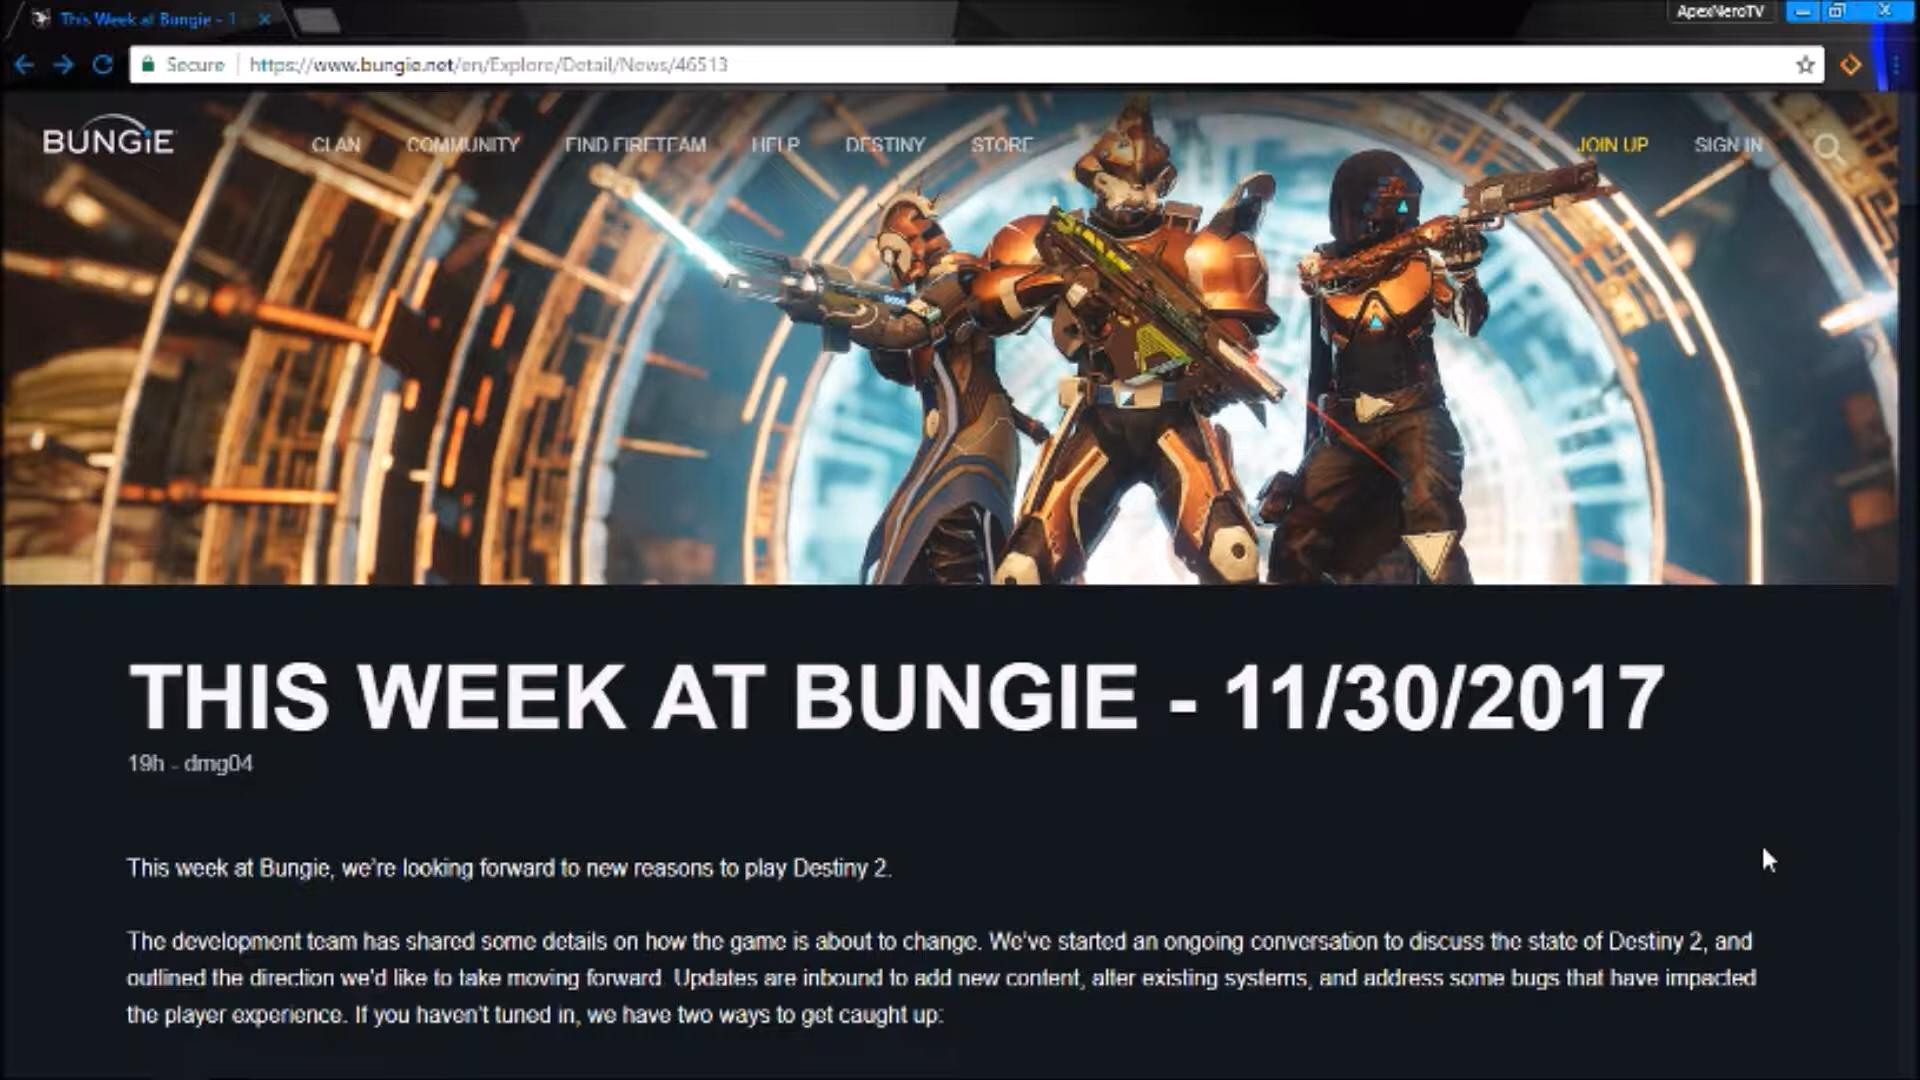 This Week at Bungie - 1
ApexNeroTV
Secure
https://www.bungie.net/en/Explore/Detail/News/46513
BUNGiE
CLAN
COMMUNITY
FIND FIRETEAM
HELP
DESTINY
STORE
JOIN UP
SIGN IN
THIS WEEK AT BUNGIE - 11/30/2017
19h - dmg04
This week at Bungie, we're looking forward to new reasons to play Destiny 2.
The development team has shared some details on how the game is about to change. We've started an ongoing conversation to discuss the state of Destiny 2, and
outlined the direction we'd like to take moving forward. Updates are inbound to add new content, alter existing systems, and address some bugs that have impacted
the player experience. If you haven't tuned in, we have two ways to get caught up: